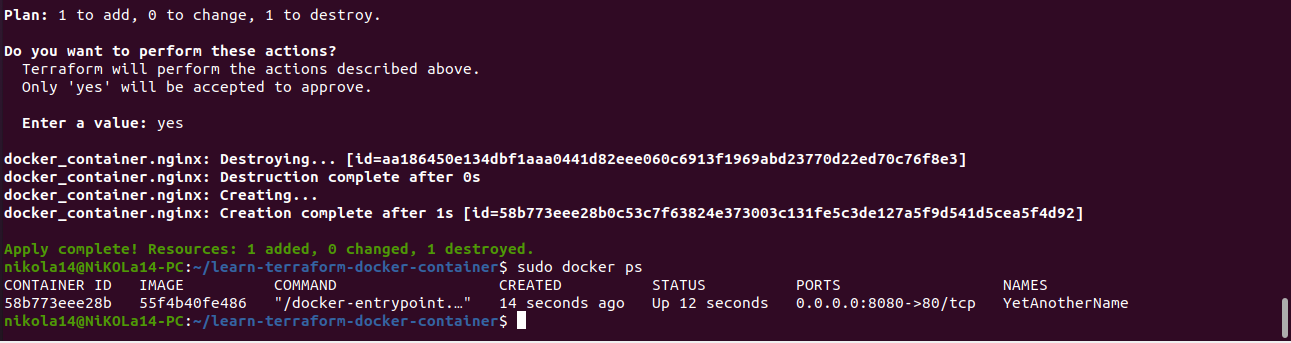 Plan: 1 to add, 0 to change, 1 to destroy.
Do you want to perform these actions?
Terraform will perform the actions described above.
Only 'yes' will be accepted to approve.
Enter a value: yes
docker_container.nginx: Destroying... [id=aa186450e134dbf1aaa0441d82eee060c6913f1969abd23770d22ed70c76f8e3]
docker_container.nginx: Destruction complete after 0s
docker_container.nginx: Creating...
docker_container.nginx: Creation complete after 1s [id=58b773eee28b0c53c7f63824e373003c131fe5c3de127a5f9d541d5cea5f4d92]
Apply complete! Resources: 1 added, 0 changed, 1 destroyed.
nikola14@NiKOLa14-PC:~/learn-terraform-docker-container$ sudo docker ps
CONTAINER ID   IMAGE          COMMAND                  CREATED          STATUS          PORTS                  NAMES
58b773eee28b   55f4b40fe486   "/docker-entrypoint.…"   14 seconds ago   Up 12 seconds   0.0.0.0:8080->80/tcp   YetAnotherName
nikola14@NiKOLa14-PC:~/learn-terraform-docker-container$